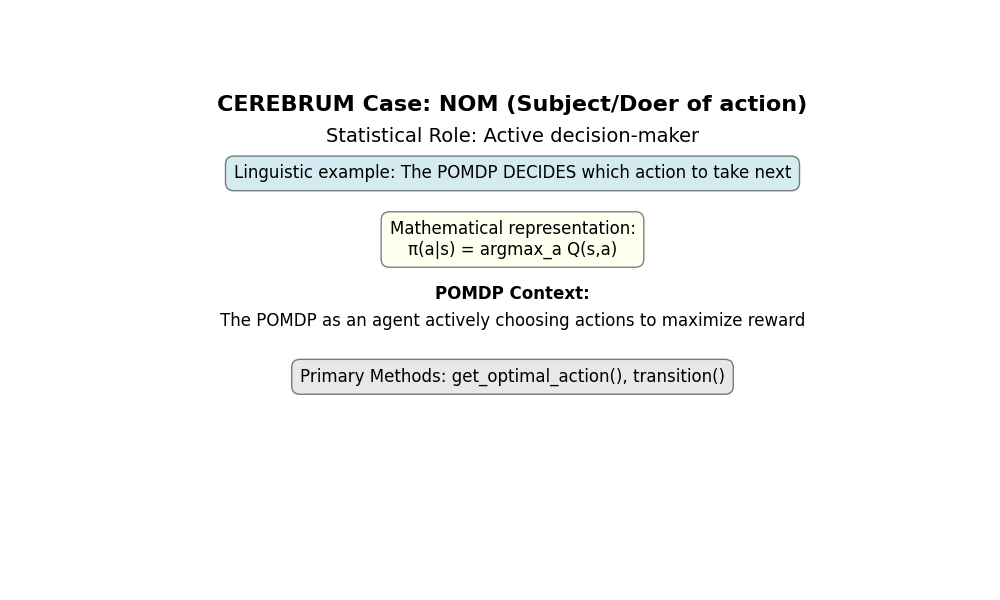 CEREBRUM Case: NOM (Subject/Doer of action)
Statistical Role: Active decision-maker
Linguistic example: The POMDP DECIDES which action to take next
Mathematical representation:
π(a|s) = argmax_a Q(s,a)
POMDP Context:
The POMDP as an agent actively choosing actions to maximize reward
Primary Methods: get_optimal_action(), transition()